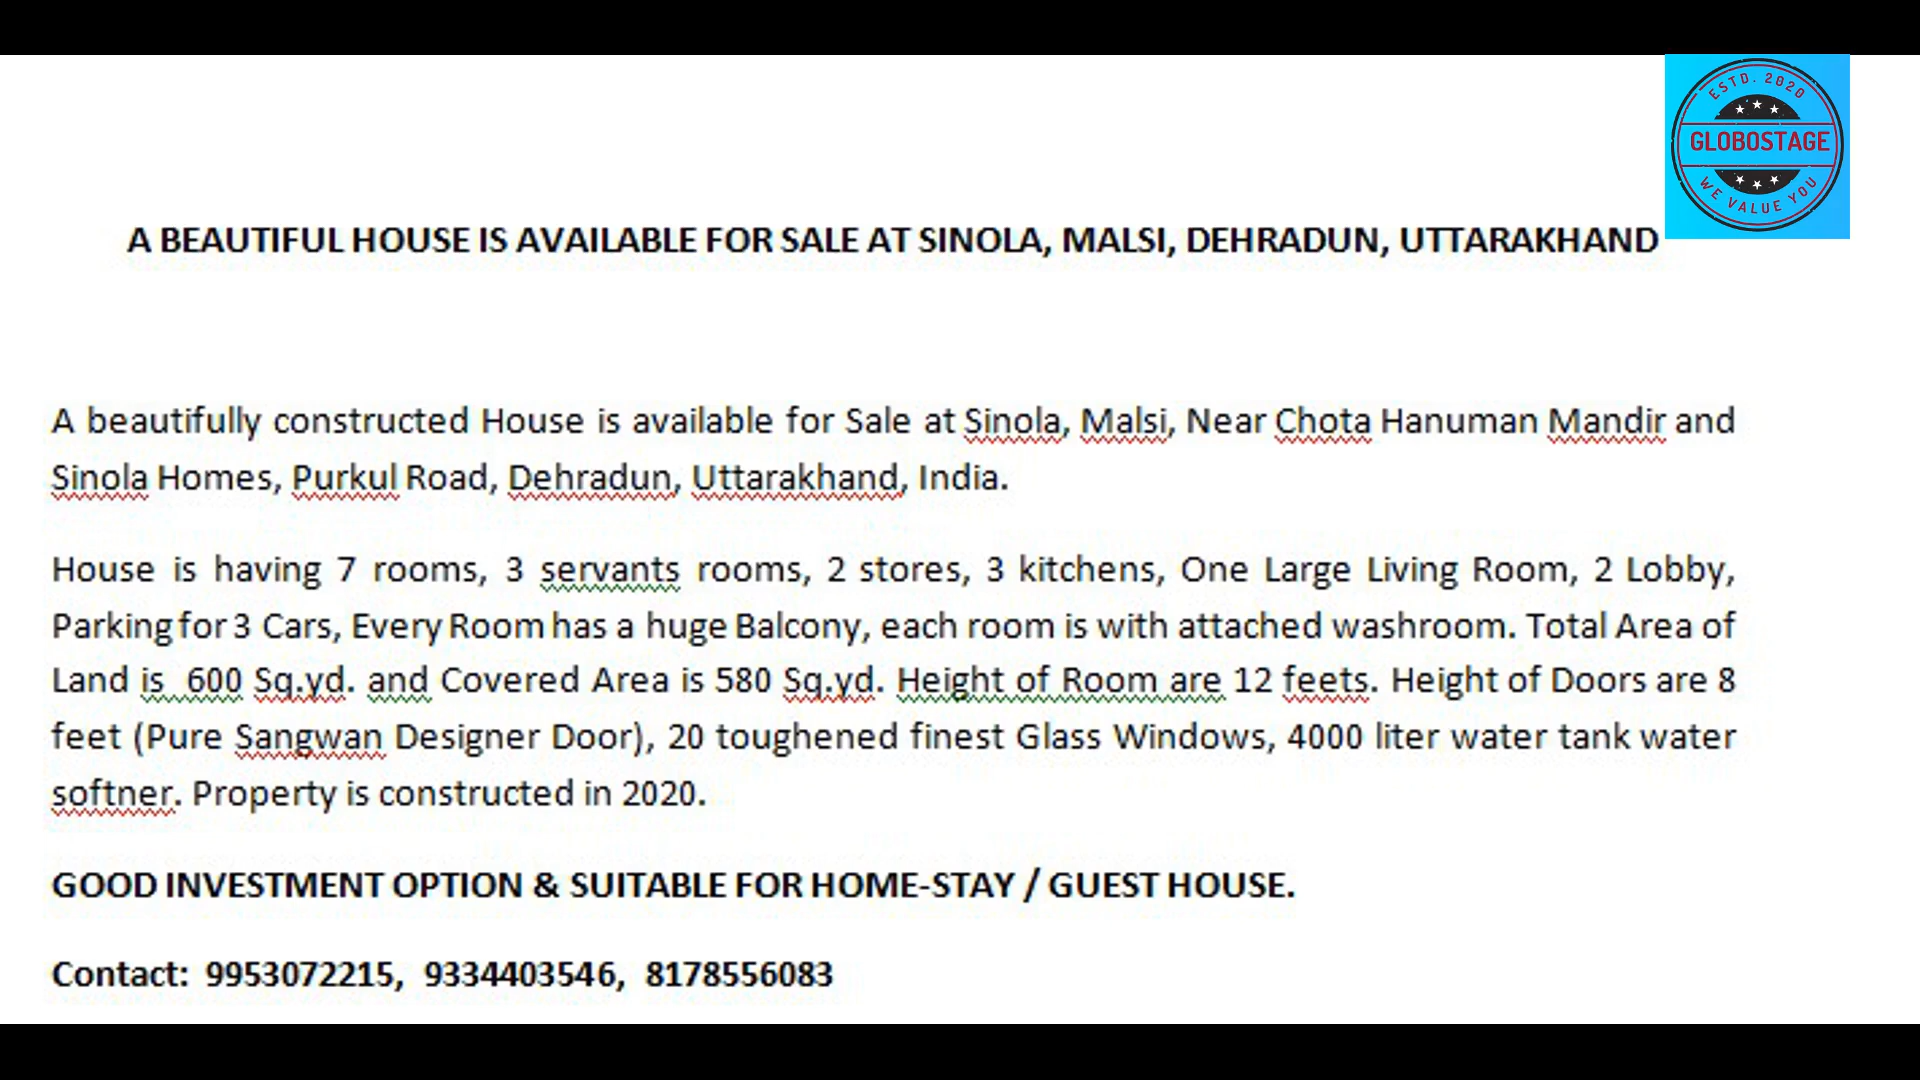 ESTD. 2020
GLOBOSTAGE
WE VALUE YOU
A BEAUTIFUL HOUSE IS AVAILABLE FOR SALE AT SINOLA, MALSI, DEHRADUN, UTTARAKHAND
A beautifully constructed House is available for Sale at Sinola, Malsi, Near Chota Hanuman Mandir and
Sinola Homes, Purkul Road, Dehradun, Uttarakhand, India.
House is having 7 rooms, 3 servants rooms, 2 stores, 3 kitchens, One Large Living Room, 2 Lobby,
Parking for 3 Cars, Every Room has a huge Balcony, each room is with attached washroom. Total Area of
Land is 600 Sq.yd. and Covered Area is 580 Sq.yd. Height of Room are 12 feets. Height of Doors are 8
feet (Pure Sangwan Designer Door), 20 toughened finest Glass Windows, 4000 liter water tank water
softner. Property is constructed in 2020.
GOOD INVESTMENT OPTION & SUITABLE FOR HOME-STAY / GUEST HOUSE.
Contact: 9953072215, 9334403546, 8178556083